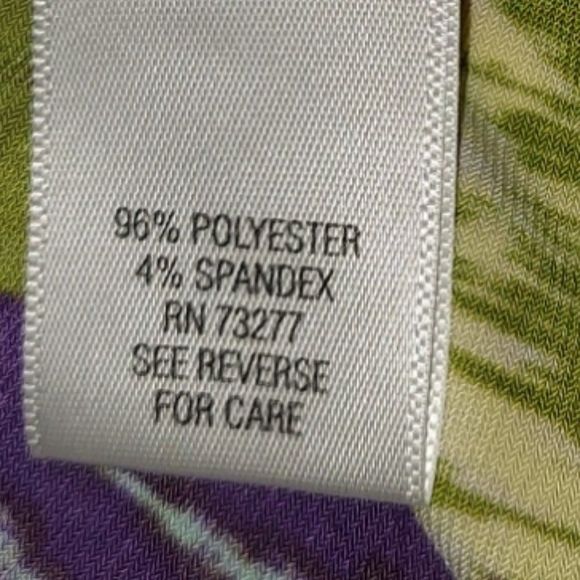 96% POLYESTER
4% SPANDEX
RN 73277
SEE REVERSE
FOR CARE